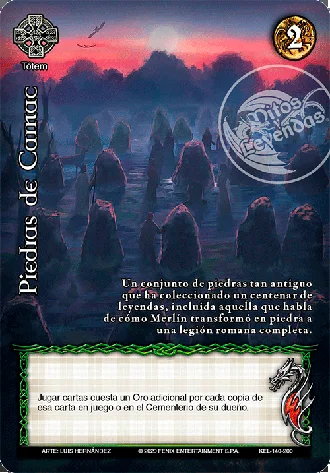 2
Tótem
Mitos y Leyendas
Piedras de Carnac
Un conjunto de piedras tan antiguo
que ha coleccionado un centenar de
leyendas, incluida aquella que habla
de cómo Merlín transformó en piedra a
una legión romana completa.
Jugar cartas cuesta un Oro adicional por cada copia de
esa carta en juego o en el Cementerio de su dueño.
ARTE: LUIS HERNÁNDEZ
© 2020 FENIX ENTERTAINMENT S.P.A.